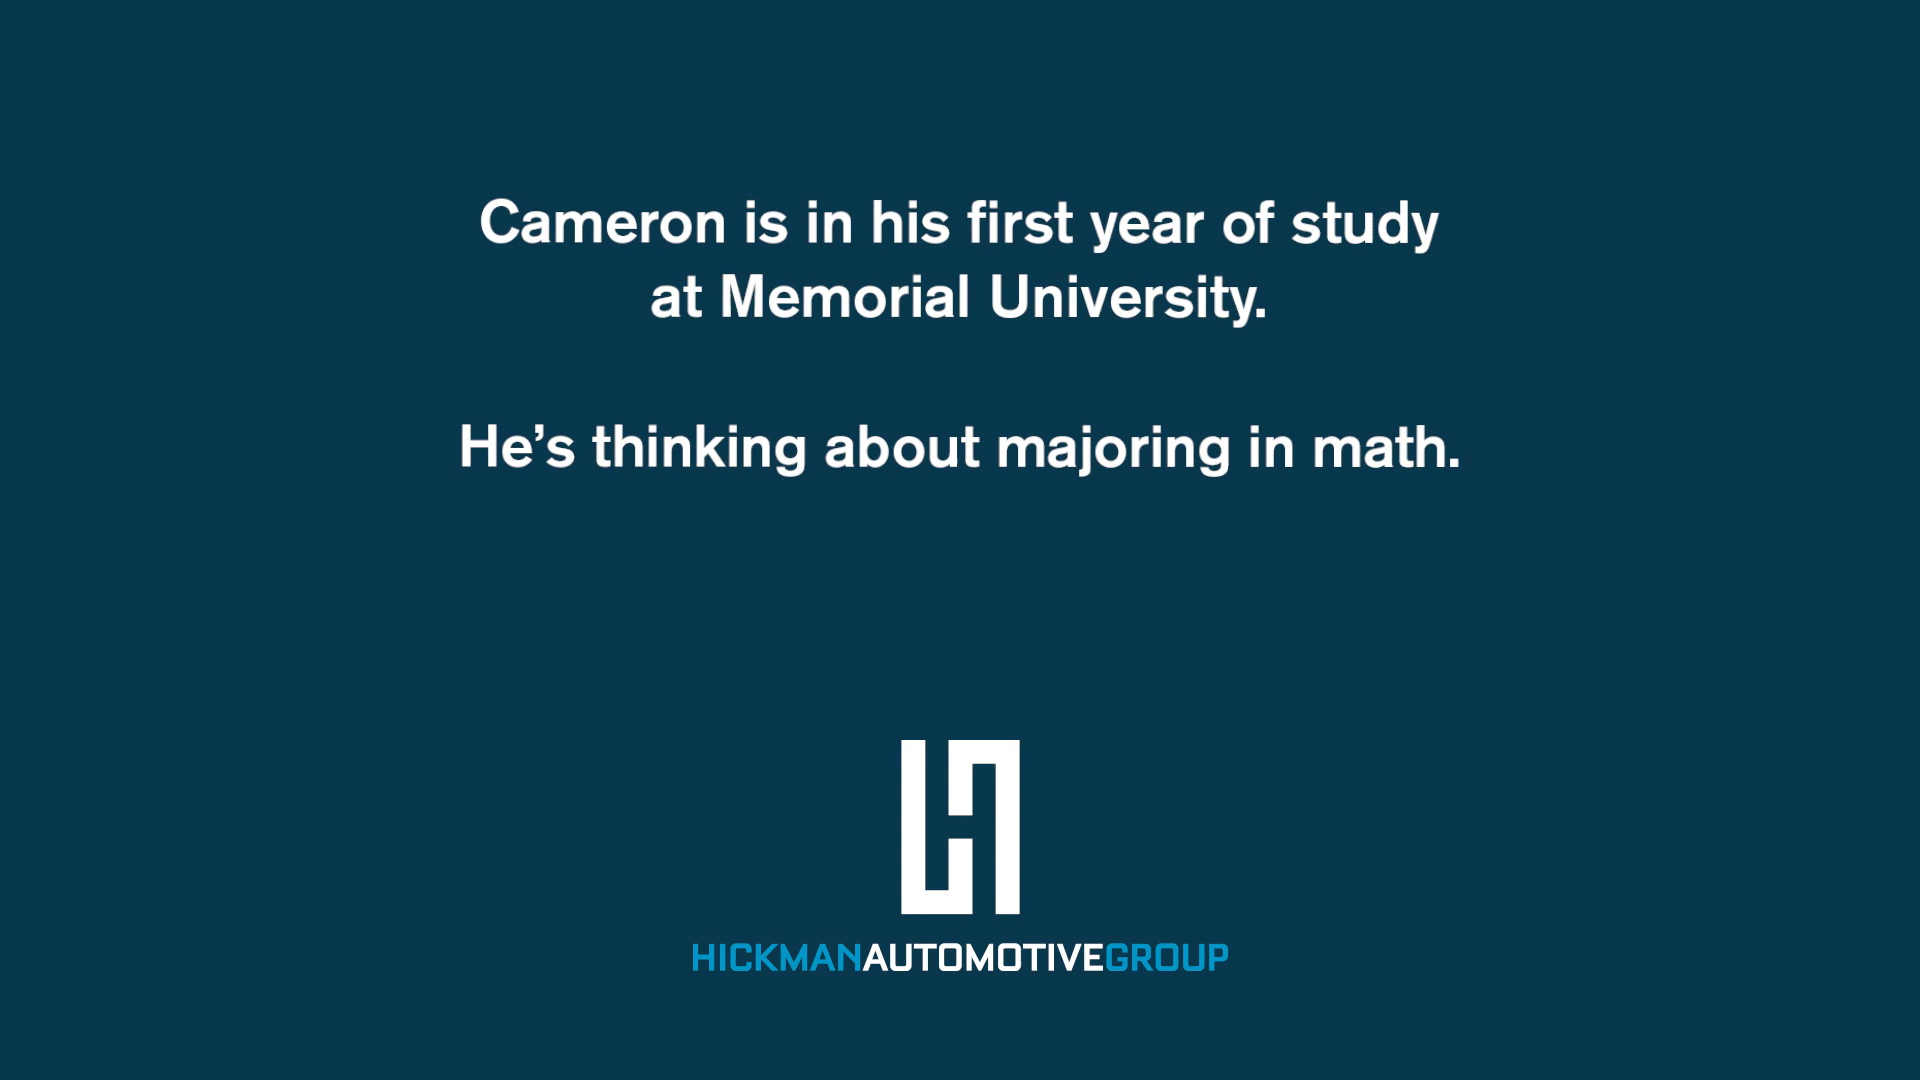 Cameron is in his first year of study
at Memorial University.
He’s thinking about majoring in math.
HICKMANAUTOMOTIVEGROUP